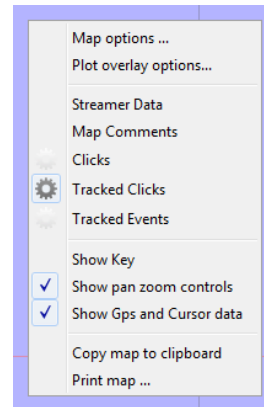 Map options ...
Plot overlay options...
Streamer Data
Map Comments
Clicks
Tracked Clicks
Tracked Events
Show Key
Show pan zoom controls
Show Gps and Cursor data
Copy map to clipboard
Print map ...